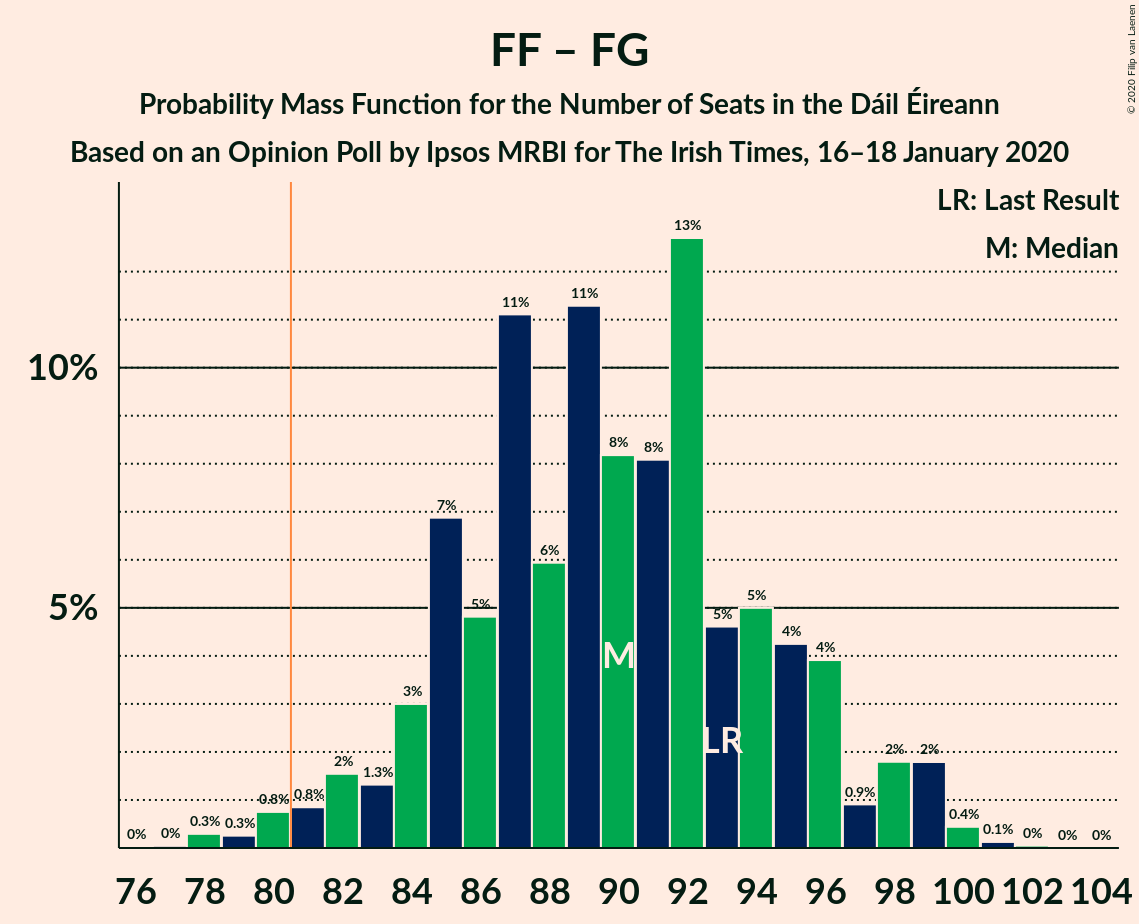 FF – FG
Probability Mass Function for the Number of Seats in the Dáil Éireann
Based on an Opinion Poll by Ipsos MRBI for The Irish Times, 16–18 January 2020
© 2020 Filip van Laenen
LR: Last Result
M: Median
10%
5%
0% 0% 0.3% 0.3% 0.8% 0.8% 2% 1.3% 3% 7% 5% 11% 6% 11% 8% 8% 13% 5% 5% 4% 4% 0.9% 2% 2% 0.4% 0.1% 0% 0% 0%
M
LR
76 78 80 82 84 86 88 90 92 94 96 98 100 102 104